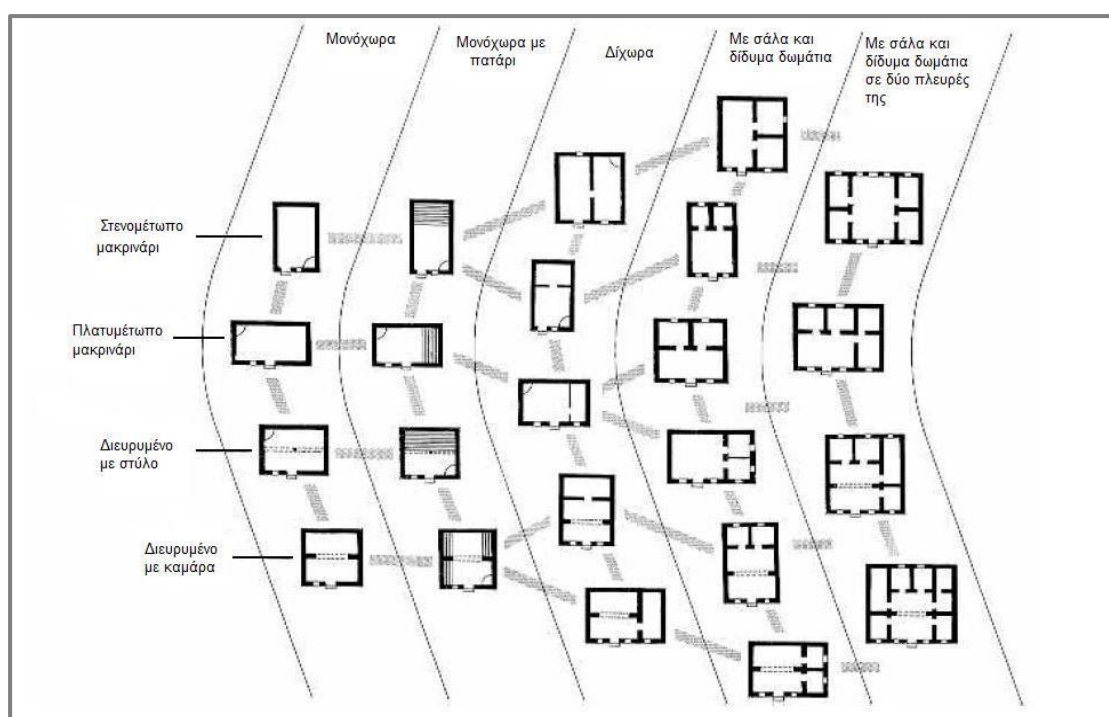 Μονόχωρα
Μονόχωρα με
πατάρι
Δίχωρα
Με σάλα και
δίδυμα δωμάτια
Με σάλα και
δίδυμα δωμάτια
σε δύο πλευρές
της
Στενομέτωπο
μακρινάρι
Πλατυμέτωπο
μακρινάρι
Διευρυμένο
με στύλο
Διευρυμένο
με καμάρα